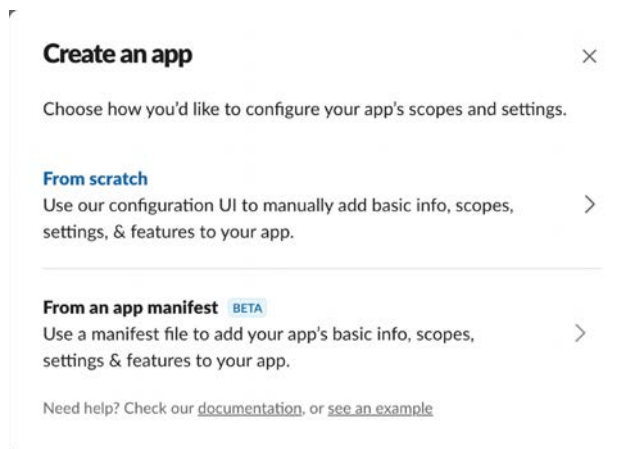 Create an app
Choose how you'd like to configure your app's scopes and settings.
From scratch
Use our configuration UI to manually add basic info, scopes,
settings, & features to your app.
From an app manifest BETA
Use a manifest file to add your app's basic info, scopes,
settings & features to your app.
Need help? Check our documentation, or see an example